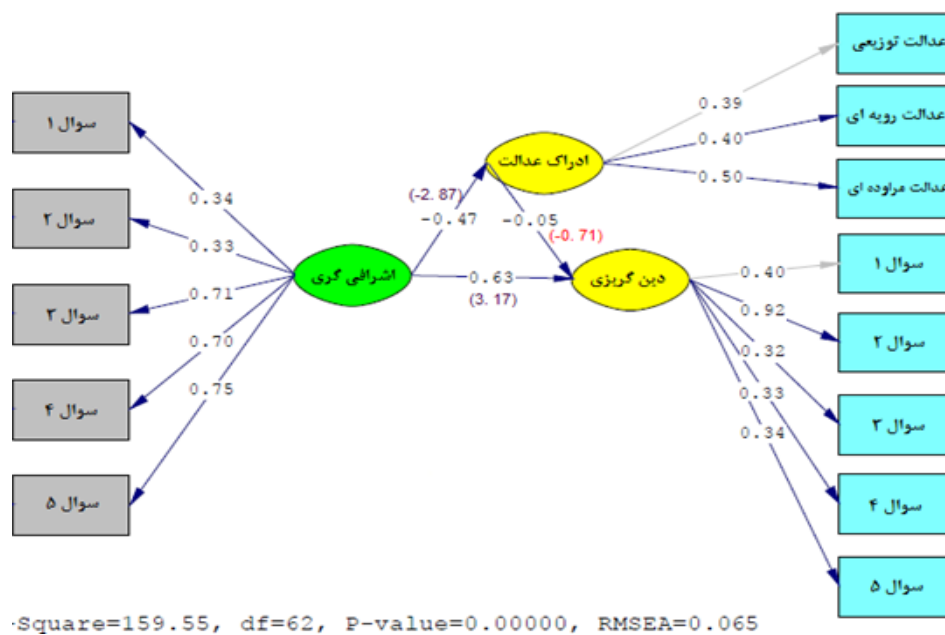 عدالت توزیعی
0.39
عدالت رویه ای
0.40
عدالت مراوده ای
0.50
ادراک عدالت
سوال ۱
0.34
سوال ۲
0.33
سوال ۳
0.71
سوال ۴
0.70
سوال ۵
0.75
اشرافی گری
(-2.87)
-0.47
-0.05
(-0.71)
0.63
(3.17)
دین گریزی
سوال ۱
0.40
سوال ۲
0.92
سوال ۳
0.32
سوال ۴
0.33
سوال ۵
0.34
-Square=159.55, df=62, P-value=0.00000, RMSEA=0.065